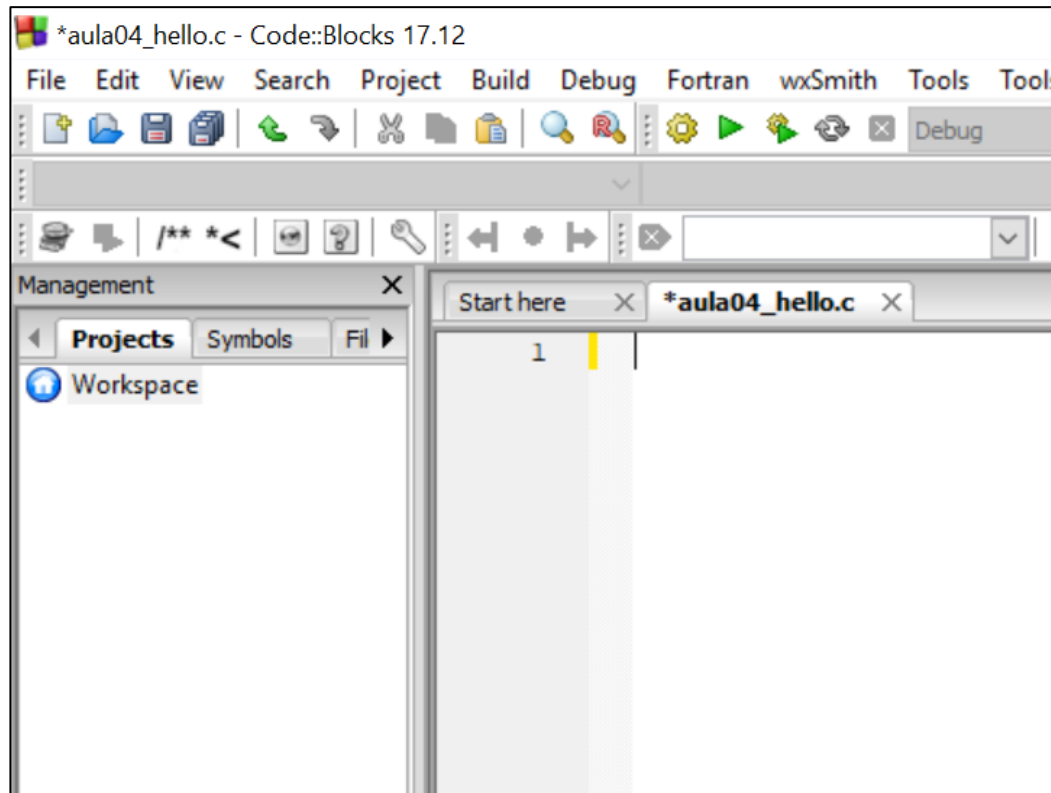 *aula04_hello.c - Code::Blocks 17.12
File Edit View Search Project Build Debug Fortran wxSmith Tools Tools
Debug
/** *<
Management
Start here *aula04_hello.c
Projects Symbols Fil
1
Workspace